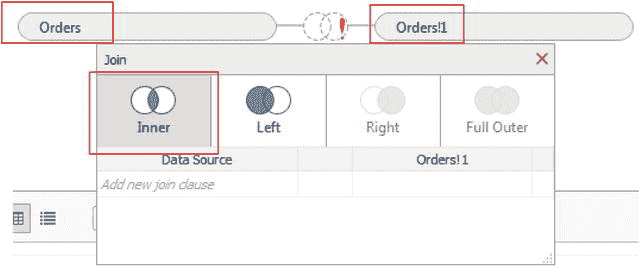 Orders Orders!1
Join
Inner Left Right Full Outer
Data Source Orders!1
Add new join clause